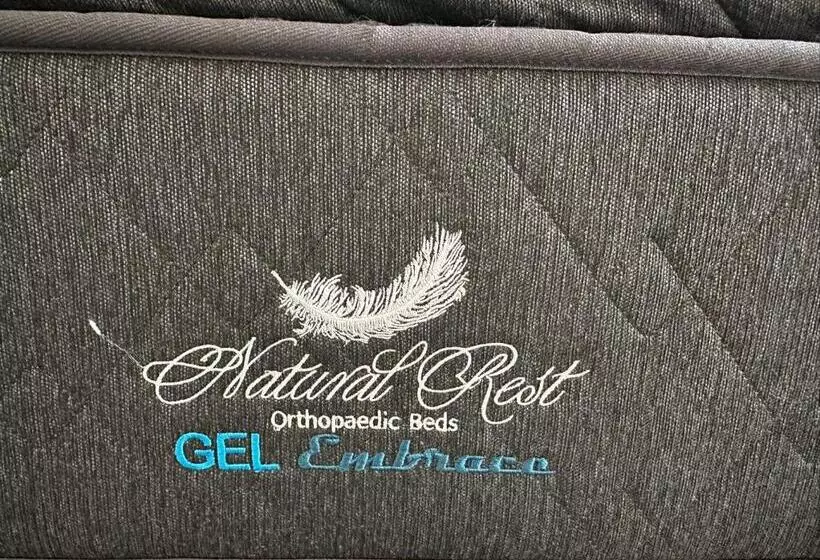 Natural Rest
Orthopaedic Beds
GEL Embrace